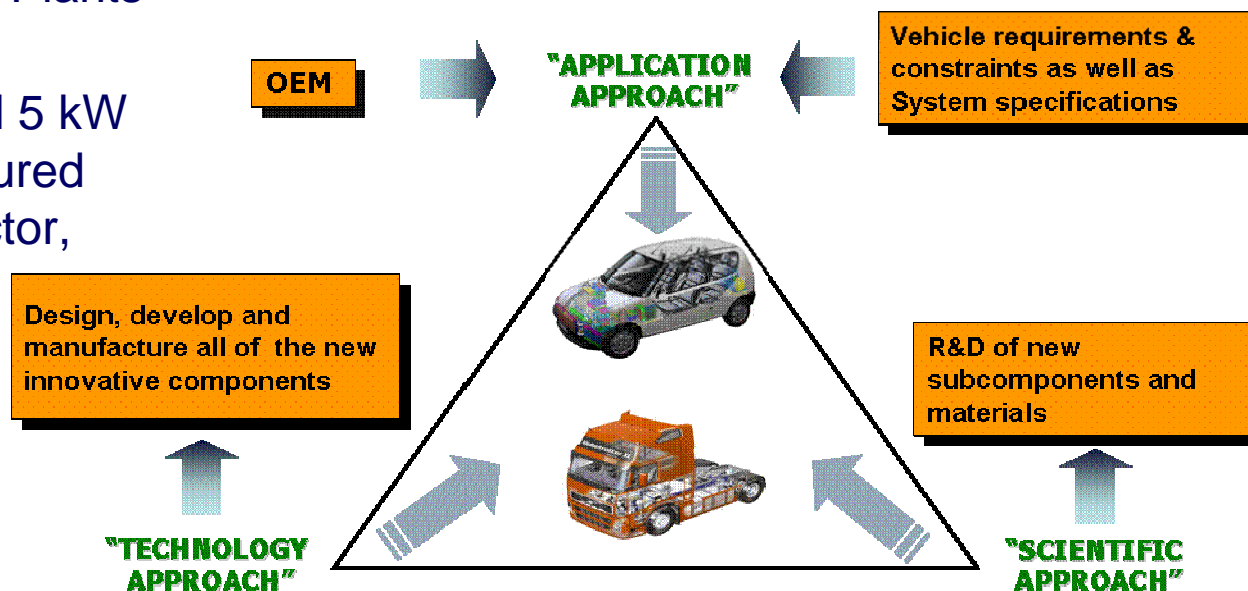 Plants
5 kW
ured
ctor,
OEM
"APPLICATION
APPROACH"
Vehicle requirements &
constraints as well as
System specifications
Design, develop and
manufacture all of the new
innovative components
R&D of new
subcomponents and
materials
"TECHNOLOGY
APPROACH"
"SCIENTIFIC
APPROACH"